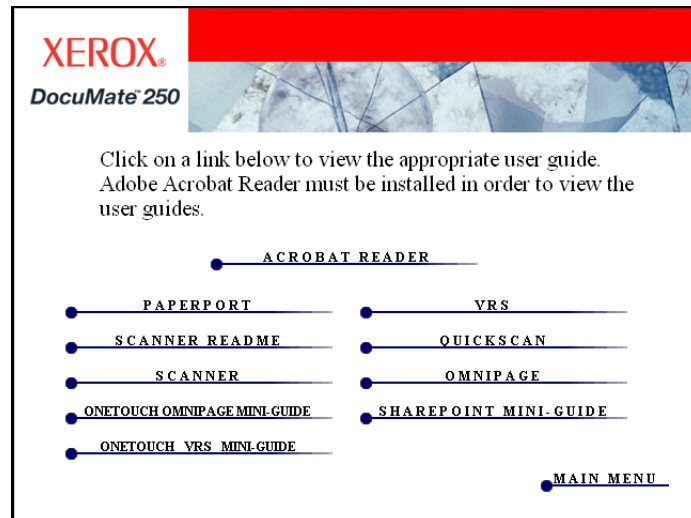 XEROX®
DocuMate™ 250
Click on a link below to view the appropriate user guide.
Adobe Acrobat Reader must be installed in order to view the
user guides.
ACROBAT READER
PAPERPORT
VRS
SCANNER README
QUICKSCAN
SCANNER
OMNIPAGE
ONETOUCH OMNIPAGE MINI-GUIDE
SHAREPOINT MINI-GUIDE
ONETOUCH VRS MINI-GUIDE
MAIN MENU